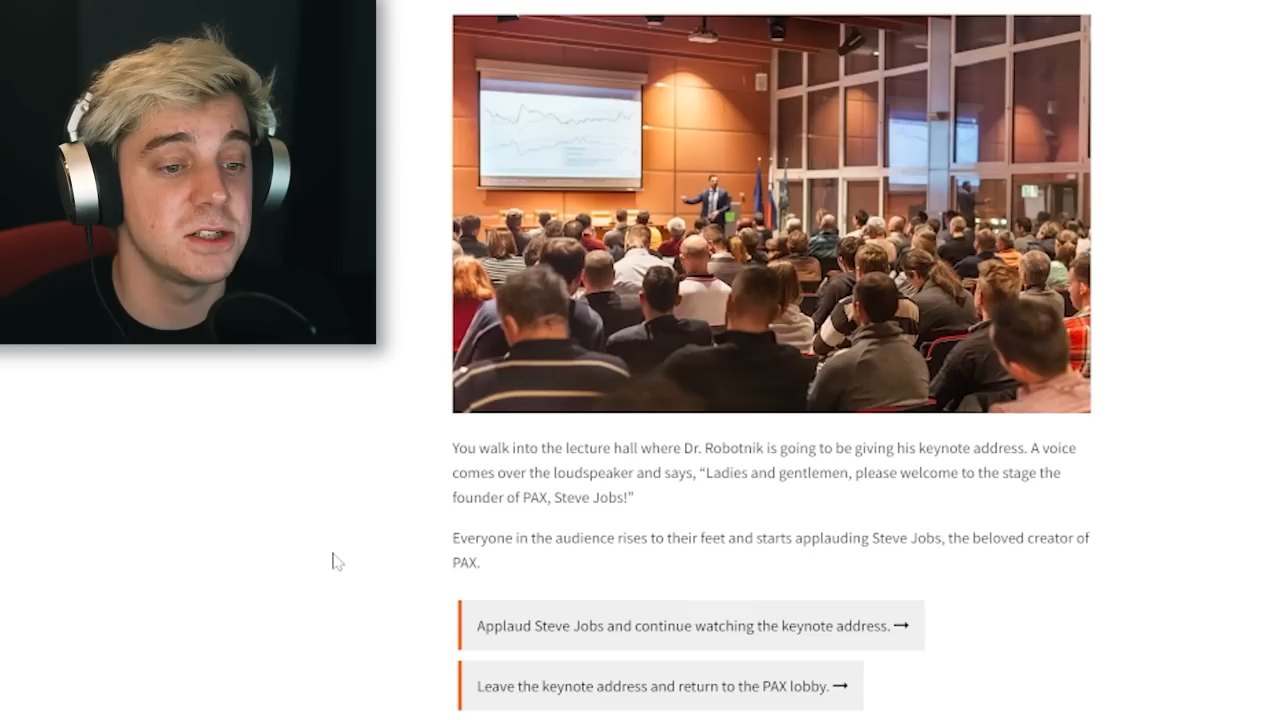 You walk into the lecture hall where Dr. Robotnik is going to be giving his keynote address. A voice
comes over the loudspeaker and says, “Ladies and gentlemen, please welcome to the stage the
founder of PAX, Steve Jobs!”
Everyone in the audience rises to their feet and starts applauding Steve Jobs, the beloved creator of
PAX.
Applaud Steve Jobs and continue watching the keynote address. →
Leave the keynote address and return to the PAX lobby. →